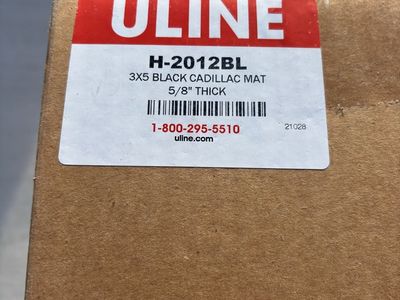 ULINE
H-2012BL
3X5 BLACK CADILLAC MAT
5/8" THICK
1-800-295-5510
21028
uline.com